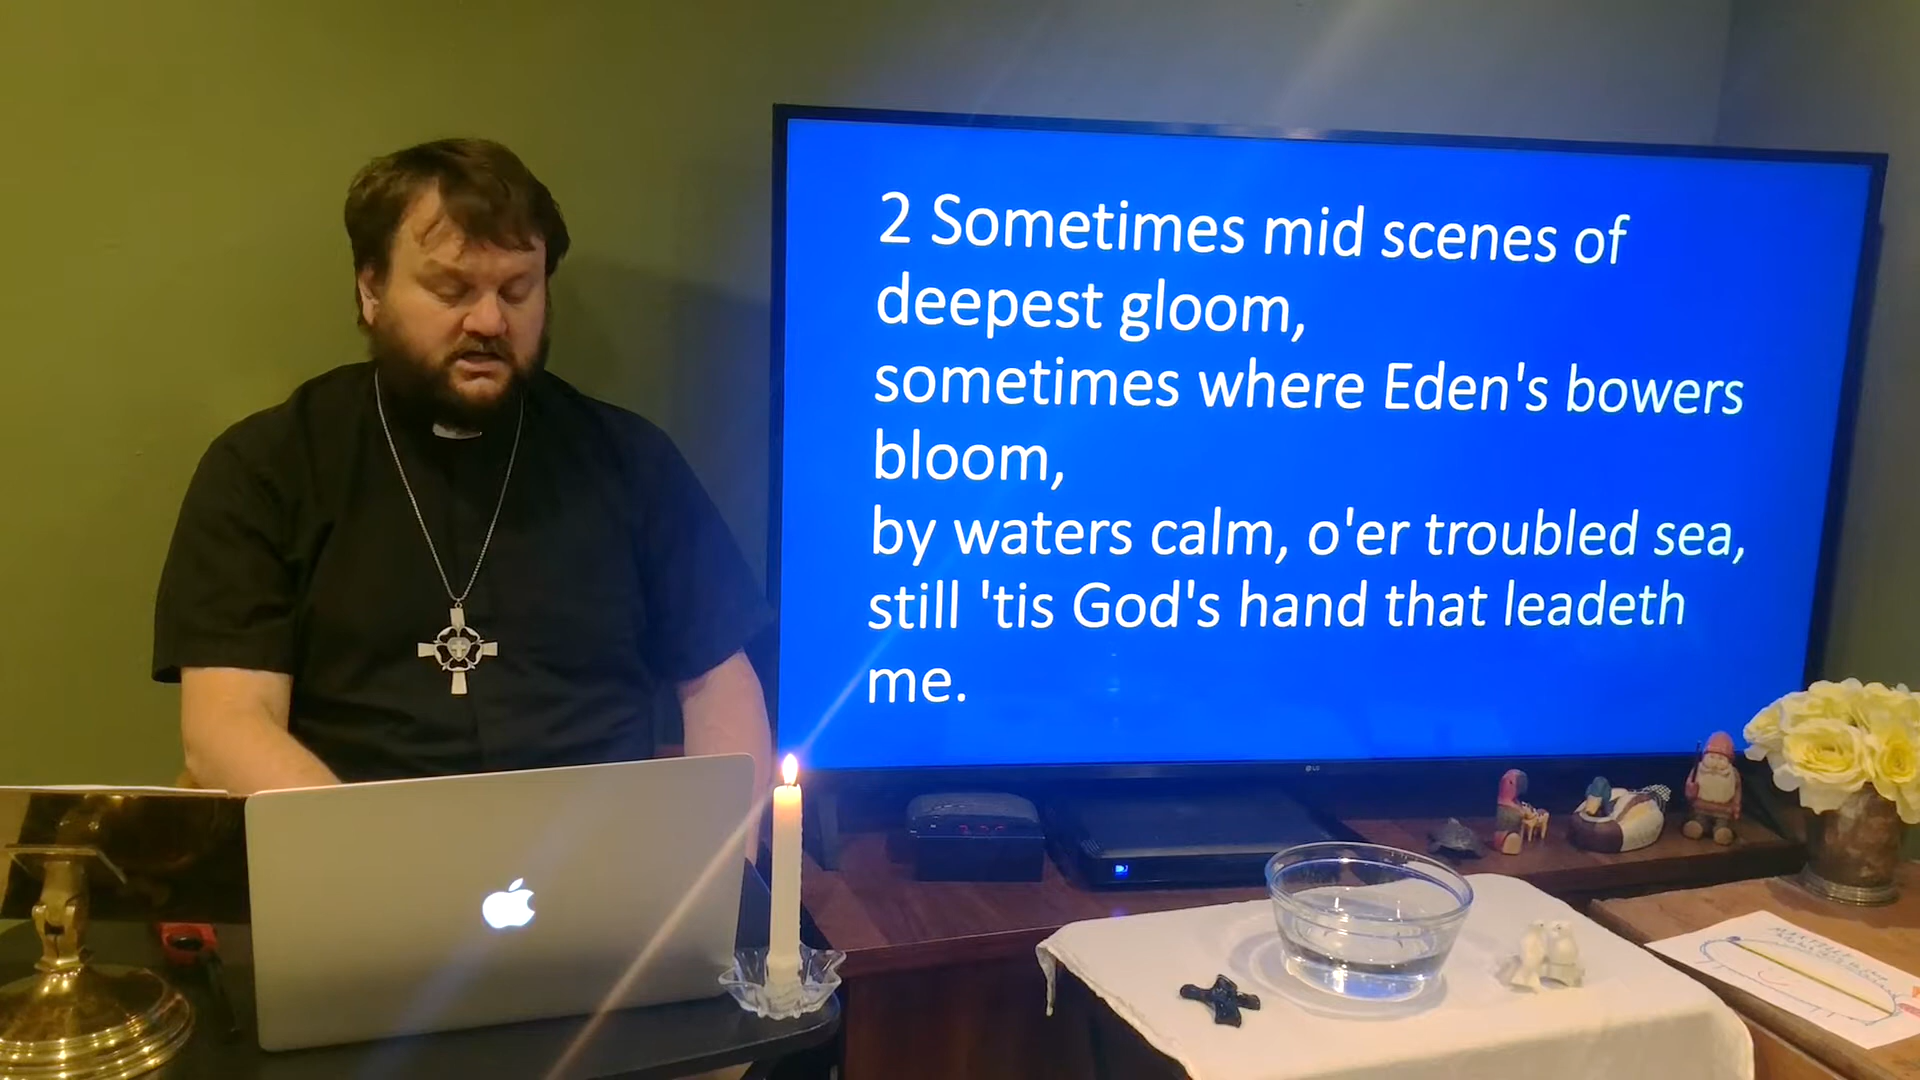 2 Sometimes mid scenes of
deepest gloom,
sometimes where Eden's bowers
bloom,
by waters calm, o'er troubled sea,
still 'tis God's hand that leadeth
me.
LG